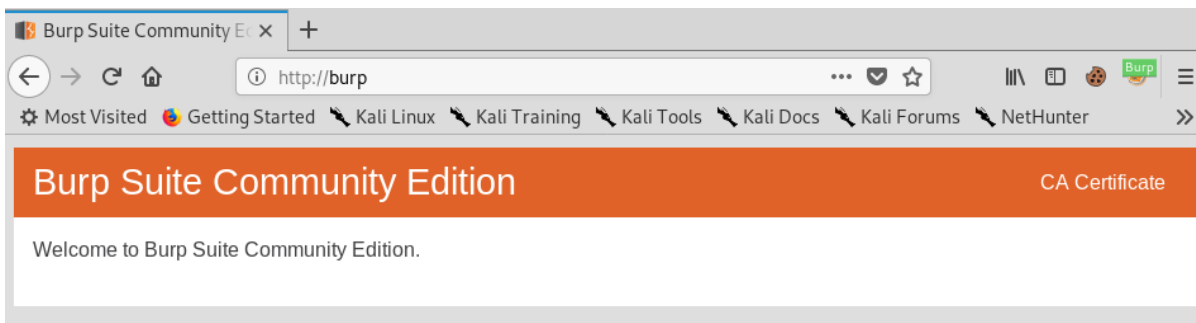 Burp Suite Community Ed
http://burp
Burp
Most Visited Getting Started Kali Linux Kali Training Kali Tools Kali Docs Kali Forums NetHunter
Burp Suite Community Edition CA Certificate
Welcome to Burp Suite Community Edition.